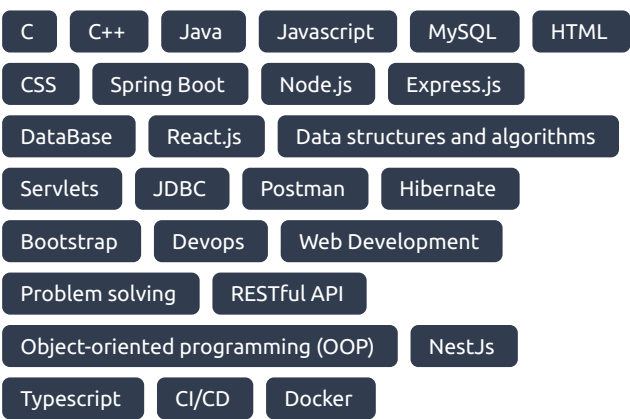 C C++ Java Javascript MySQL HTML
CSS Spring Boot Node.js Express.js
DataBase React.js Data structures and algorithms
Servlets JDBC Postman Hibernate
Bootstrap Devops Web Development
Problem solving RESTful API
Object-oriented programming (OOP) NestJs
Typescript CI/CD Docker